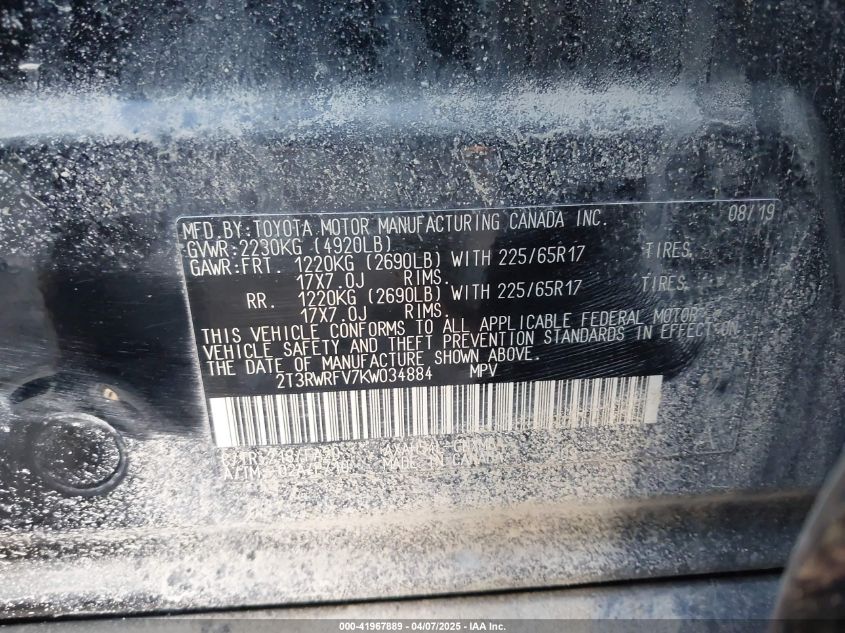 MFD. BY: TOYOTA MOTOR MANUFACTURING CANADA INC. 08/19
GVWR: 2230KG (4920LB)
GAWR: FRT. 1220KG (2690LB) WITH 225/65R17 TIRES,
17X7.0J RIMS.
RR. 1220KG (2690LB) WITH 225/65R17 TIRES,
17X7.0J RIMS.
THIS VEHICLE CONFORMS TO ALL APPLICABLE FEDERAL MOTOR
VEHICLE SAFETY AND THEFT PREVENTION STANDARDS IN EFFECT ON
THE DATE OF MANUFACTURE SHOWN ABOVE.
2T3RWRFV7KW034884 MPV
MADE IN CANADA
000-41967889 - 04/07/2025 - IAA Inc.